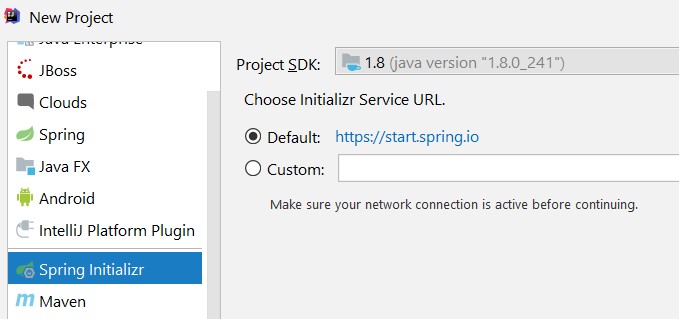 New Project
Java Enterprise
JBoss
Clouds
Spring
Java FX
Android
IntelliJ Platform Plugin
Spring Initializr
Maven
Project SDK: 1.8 (java version "1.8.0_241")
Choose Initializr Service URL.
Default: https://start.spring.io
Custom:
Make sure your network connection is active before continuing.